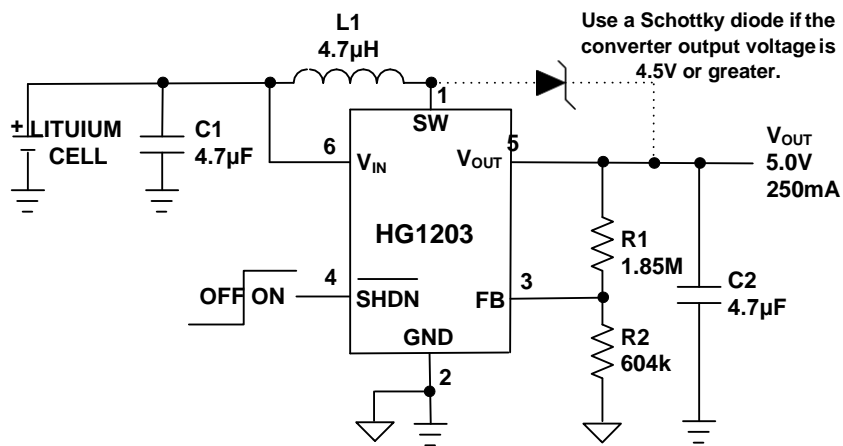 L1
4.7µH
Use a Schottky diode if the
converter output voltage is
4.5V or greater.
1
SW
+ LITUIUM
CELL
C1
4.7µF
6
VIN
VOUT
5
VOUT
5.0V
250mA
HG1203
R1
1.85M
OFF ON
4
SHDN
FB
3
C2
4.7µF
GND
R2
604k
2